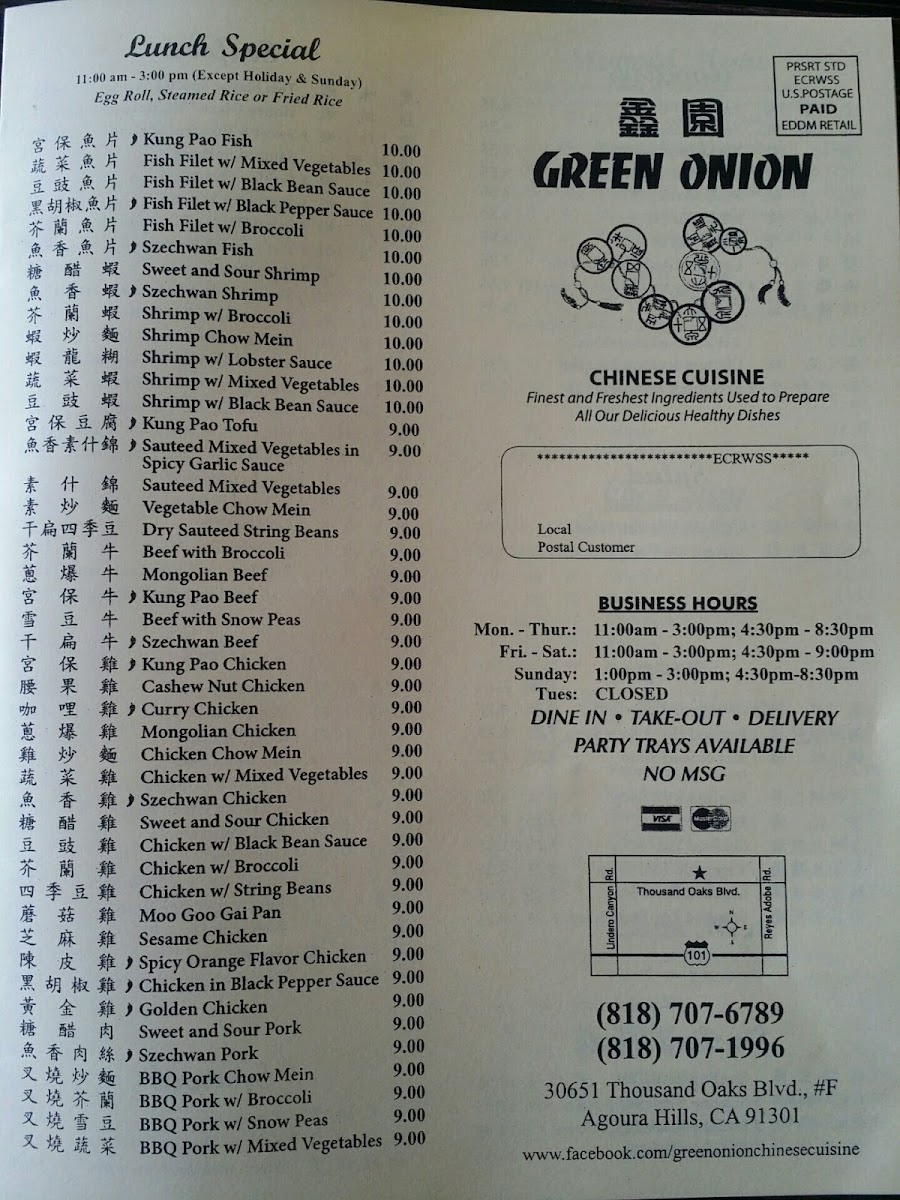 Lunch Special
11:00 am - 3:00 pm (Except Holiday & Sunday)
Egg Roll, Steamed Rice or Fried Rice
宮保魚片 Kung Pao Fish 10.00
蔬菜魚片 Fish Filet w/ Mixed Vegetables 10.00
豆豉魚片 Fish Filet w/ Black Bean Sauce 10.00
黑胡椒魚片 Fish Filet w/ Black Pepper Sauce 10.00
芥蘭魚片 Fish Filet w/ Broccoli 10.00
魚香魚片 Szechwan Fish 10.00
糖醋蝦 Sweet and Sour Shrimp 10.00
魚香蝦 Szechwan Shrimp 10.00
芥蘭蝦 Shrimp w/ Broccoli 10.00
蝦炒麵 Shrimp Chow Mein 10.00
蝦龍糊 Shrimp w/ Lobster Sauce 10.00
蔬菜蝦 Shrimp w/ Mixed Vegetables 10.00
豆豉蝦 Shrimp w/ Black Bean Sauce 10.00
宮保豆腐 Kung Pao Tofu 9.00
魚香素什錦 Sauteed Mixed Vegetables in 9.00
Spicy Garlic Sauce
素什錦 Sauteed Mixed Vegetables 9.00
素炒麵 Vegetable Chow Mein 9.00
干扁四季豆 Dry Sauteed String Beans 9.00
芥蘭牛 Beef with Broccoli 9.00
蔥爆牛 Mongolian Beef 9.00
宮保牛 Kung Pao Beef 9.00
雪豆牛 Beef with Snow Peas 9.00
干扁牛 Szechwan Beef 9.00
宮保雞 Kung Pao Chicken 9.00
腰果雞 Cashew Nut Chicken 9.00
咖哩雞 Curry Chicken 9.00
蔥爆雞 Mongolian Chicken 9.00
雞炒麵 Chicken Chow Mein 9.00
蔬菜雞 Chicken w/ Mixed Vegetables 9.00
魚香雞 Szechwan Chicken 9.00
糖醋雞 Sweet and Sour Chicken 9.00
豆豉雞 Chicken w/ Black Bean Sauce 9.00
芥蘭雞 Chicken w/ Broccoli 9.00
四季豆雞 Chicken w/ String Beans 9.00
蘑菇雞 Moo Goo Gai Pan 9.00
芝麻雞 Sesame Chicken 9.00
陳皮雞 Spicy Orange Flavor Chicken 9.00
黑胡椒雞 Chicken in Black Pepper Sauce 9.00
黃金雞 Golden Chicken 9.00
糖醋肉 Sweet and Sour Pork 9.00
魚香肉絲 Szechwan Pork 9.00
叉燒炒麵 BBQ Pork Chow Mein 9.00
叉燒芥蘭 BBQ Pork w/ Broccoli 9.00
叉燒雪豆 BBQ Pork w/ Snow Peas 9.00
叉燒蔬菜 BBQ Pork w/ Mixed Vegetables 9.00
PRSRT STD
ECRWSS
U.S.POSTAGE
PAID
EDDM RETAIL
鑫園
GREEN ONION
CHINESE CUISINE
Finest and Freshest Ingredients Used to Prepare
All Our Delicious Healthy Dishes
************************ECRWSS*****
Local
Postal Customer
BUSINESS HOURS
Mon. - Thur.: 11:00am - 3:00pm; 4:30pm - 8:30pm
Fri. - Sat.: 11:00am - 3:00pm; 4:30pm - 9:00pm
Sunday: 1:00pm - 3:00pm; 4:30pm-8:30pm
Tues: CLOSED
DINE IN • TAKE-OUT • DELIVERY
PARTY TRAYS AVAILABLE
NO MSG
VISA MasterCard
Lindero Canyon Rd.
Thousand Oaks Blvd.
Reyes Adobe Rd.
N
W E
S
101
(818) 707-6789
(818) 707-1996
30651 Thousand Oaks Blvd., #F
Agoura Hills, CA 91301
www.facebook.com/greenonionchinesecuisine